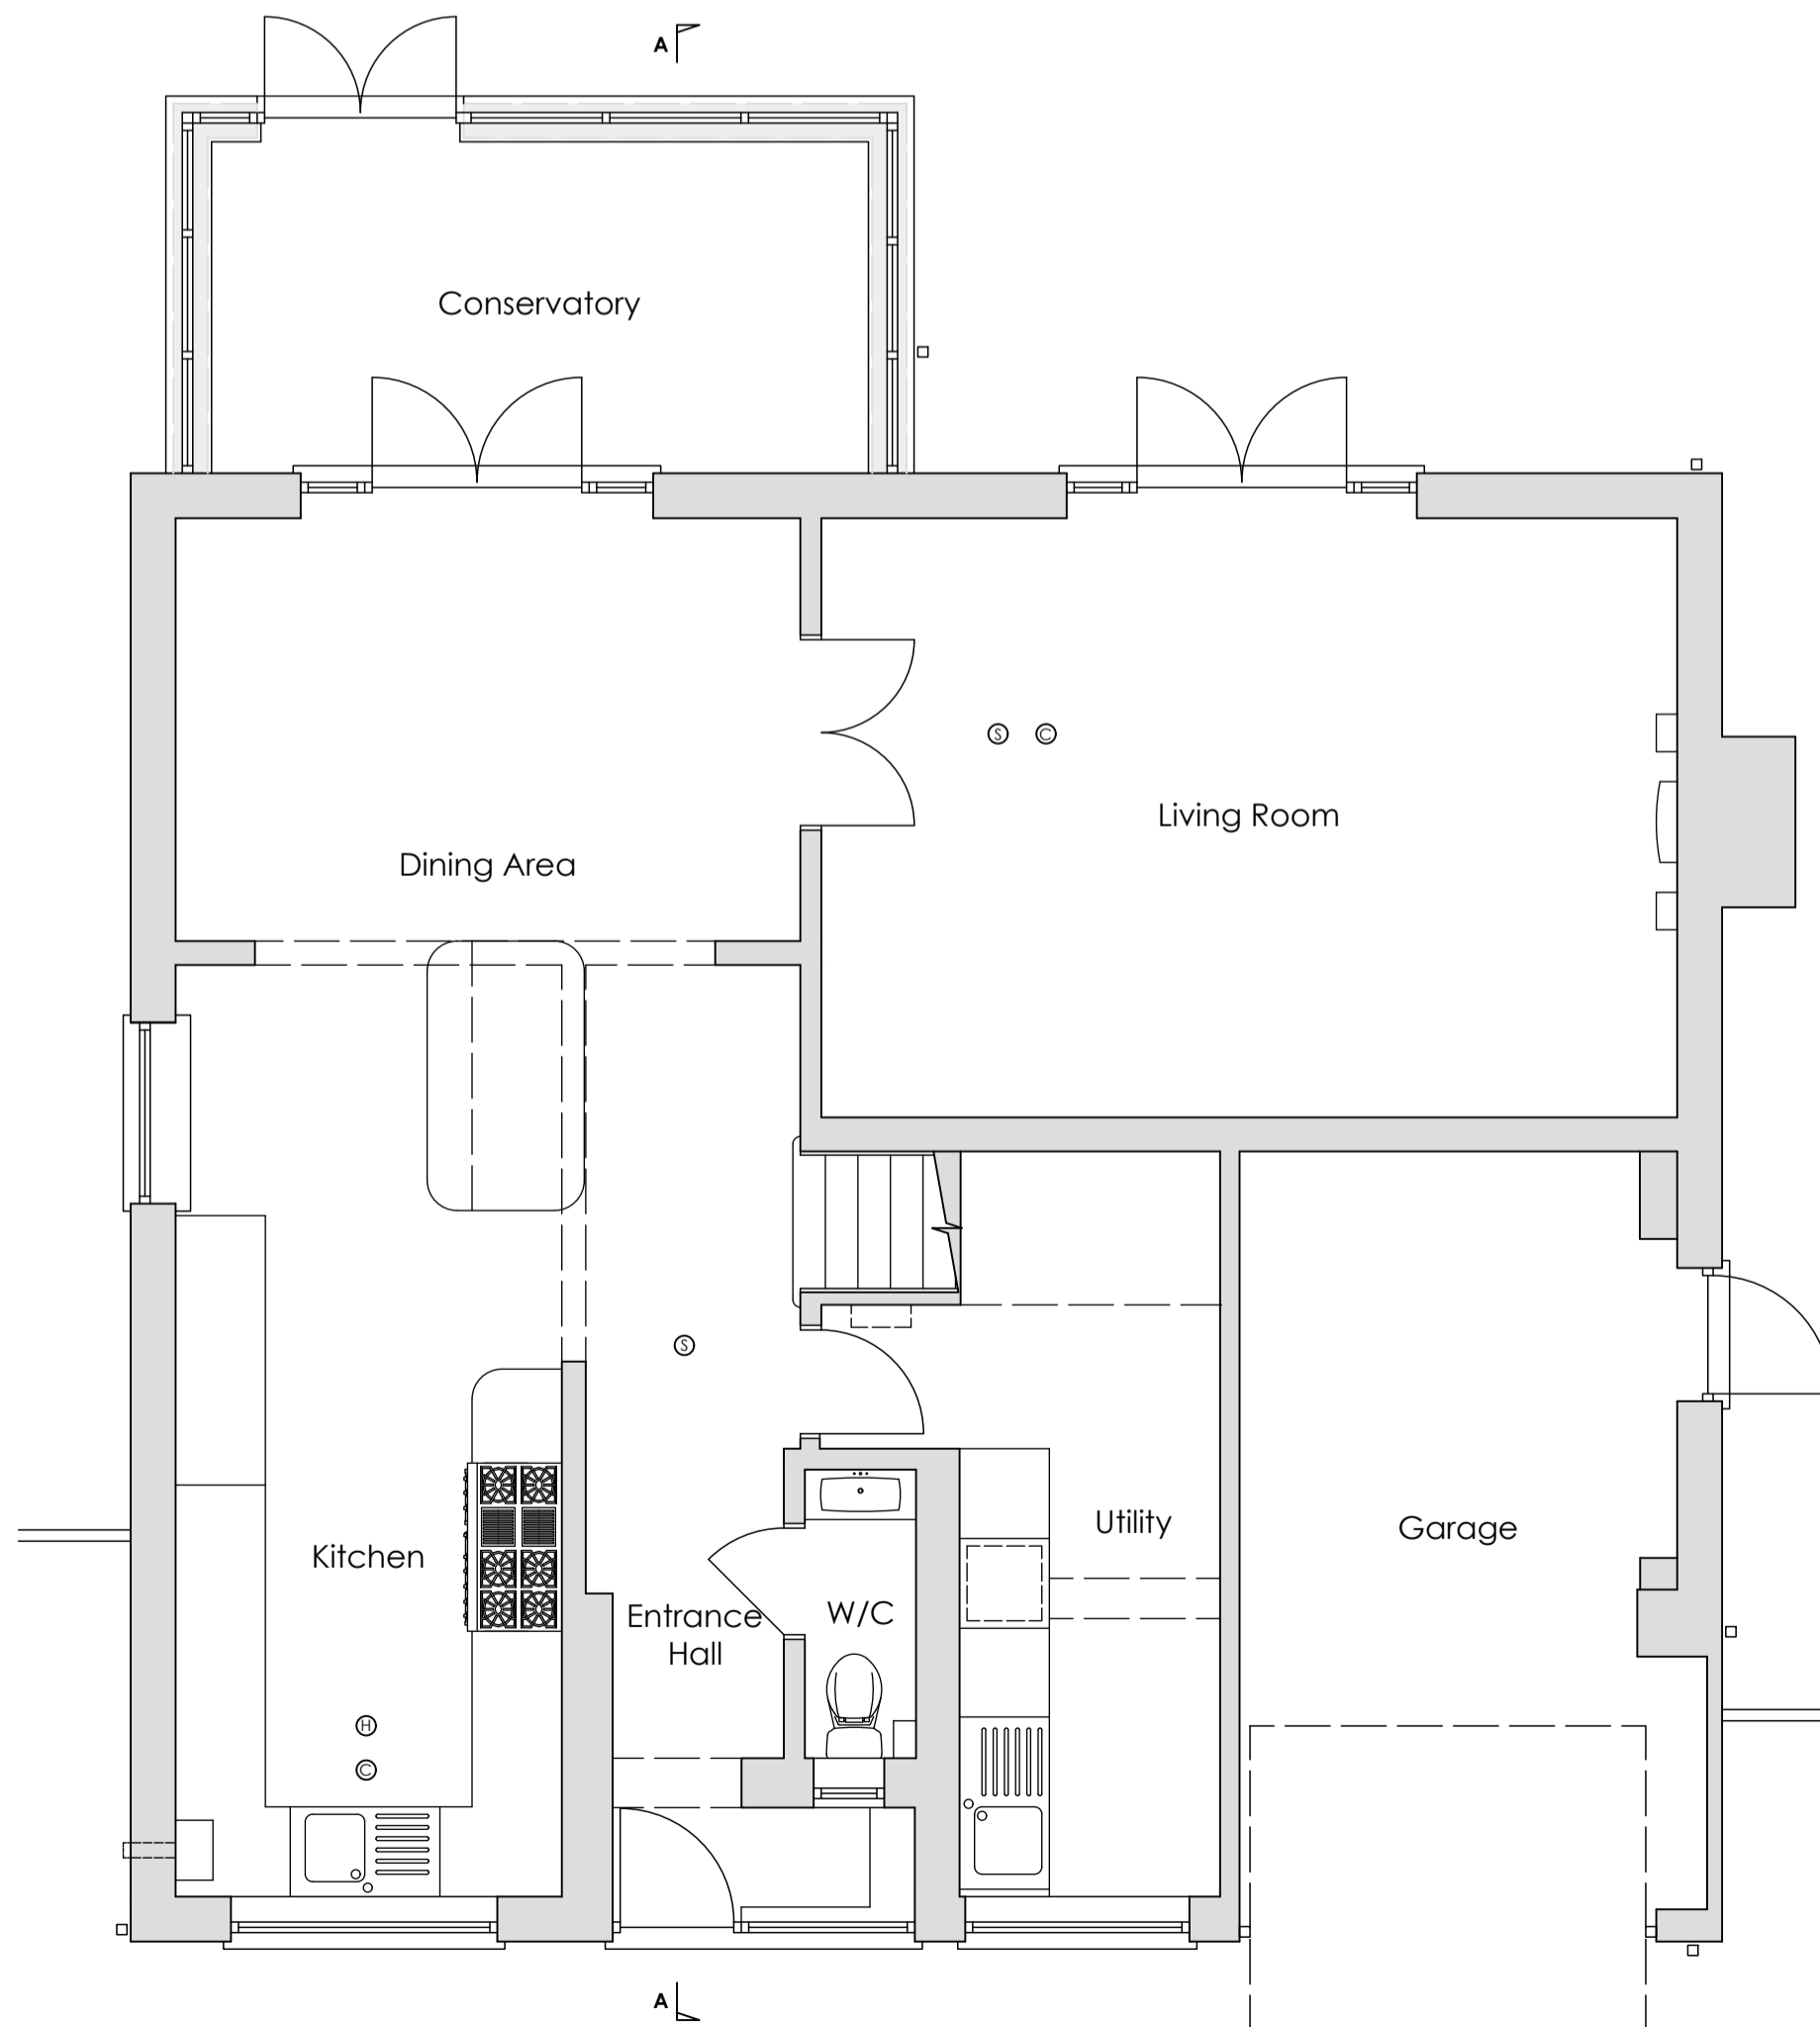 A
Conservatory
S C
Living Room
Dining Area
S
Utility
Garage
Kitchen
Entrance
Hall
W/C
H
C
A